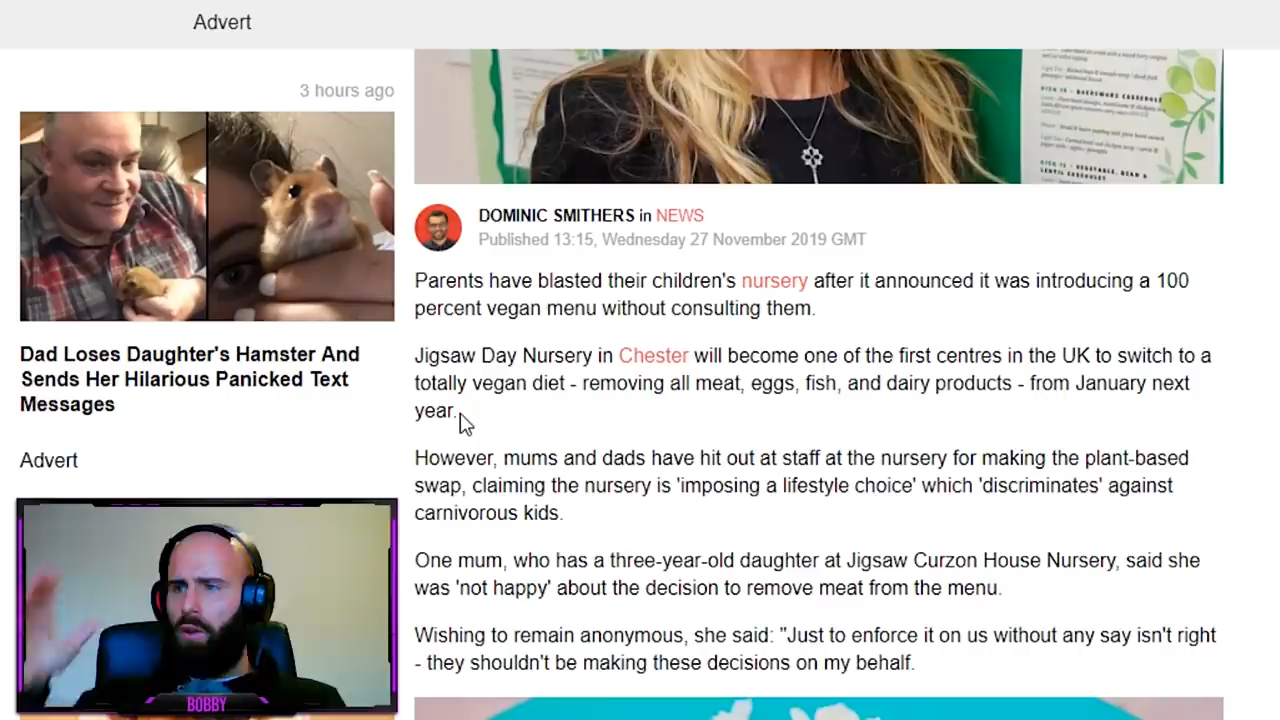 Advert
3 hours ago
Dad Loses Daughter's Hamster And
Sends Her Hilarious Panicked Text
Messages
Advert
BOBBY
DOMINIC SMITHERS in NEWS
Published 13:15, Wednesday 27 November 2019 GMT
Parents have blasted their children's nursery after it announced it was introducing a 100
percent vegan menu without consulting them.
Jigsaw Day Nursery in Chester will become one of the first centres in the UK to switch to a
totally vegan diet - removing all meat, eggs, fish, and dairy products - from January next
year.
However, mums and dads have hit out at staff at the nursery for making the plant-based
swap, claiming the nursery is 'imposing a lifestyle choice' which 'discriminates' against
carnivorous kids.
One mum, who has a three-year-old daughter at Jigsaw Curzon House Nursery, said she
was 'not happy' about the decision to remove meat from the menu.
Wishing to remain anonymous, she said: "Just to enforce it on us without any say isn't right
- they shouldn't be making these decisions on my behalf.